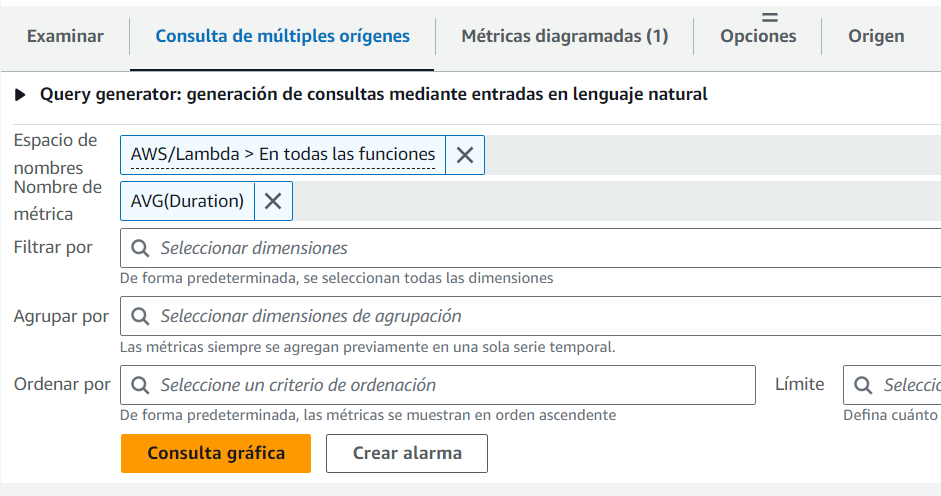 Examinar
Consulta de múltiples orígenes
Métricas diagramadas (1)
Opciones
Origen
Query generator: generación de consultas mediante entradas en lenguaje natural
Espacio de
nombres
AWS/Lambda > En todas las funciones
Nombre de
métrica
AVG(Duration)
Filtrar por
Seleccionar dimensiones
De forma predeterminada, se seleccionan todas las dimensiones
Agrupar por
Seleccionar dimensiones de agrupación
Las métricas siempre se agregan previamente en una sola serie temporal.
Ordenar por
Seleccione un criterio de ordenación
Límite
De forma predeterminada, las métricas se muestran en orden ascendente
Defina cuánto
Consulta gráfica
Crear alarma